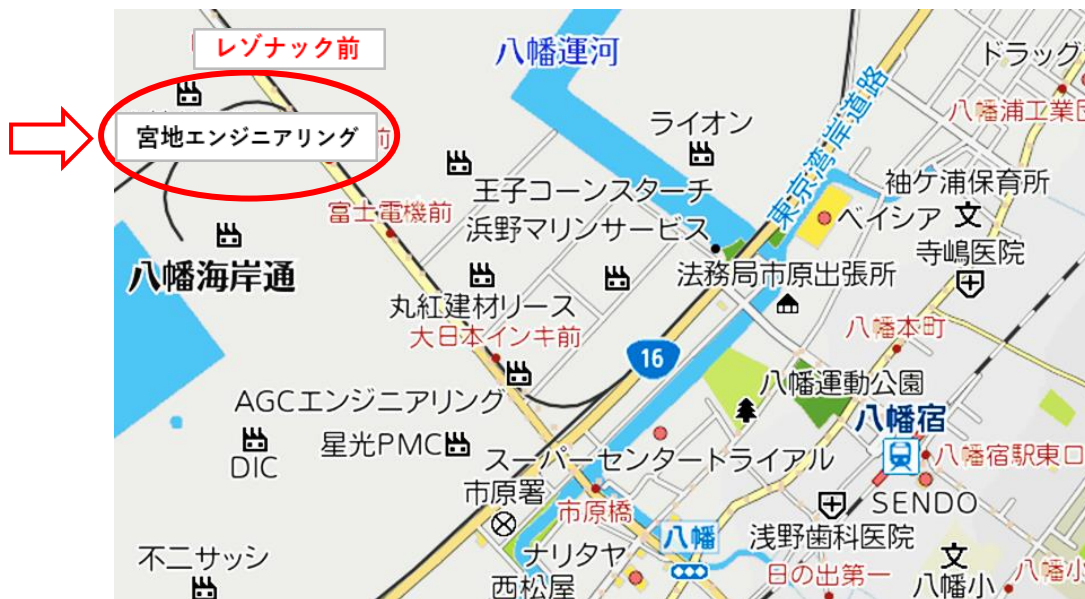 レゾナック前
八幡運河
ドラッグ
宮地エンジニアリング
前
ライオン
東京湾岸道路
八幡浦工業団
王子コーンスターチ
袖ケ浦保育所
富士電機前
浜野マリンサービス
ベイシア
寺嶋医院
八幡海岸通
法務局市原出張所
丸紅建材リース
大日本インキ前
八幡本町
16
八幡運動公園
AGCエンジニアリング
八幡宿
星光PMC
DIC
スーパーセンタートライアル
八幡宿駅東口
市原署
市原橋
SENDO
八幡
浅野歯科医院
不二サッシ
ナリタヤ
西松屋
日の出第一
八幡小
八幡小